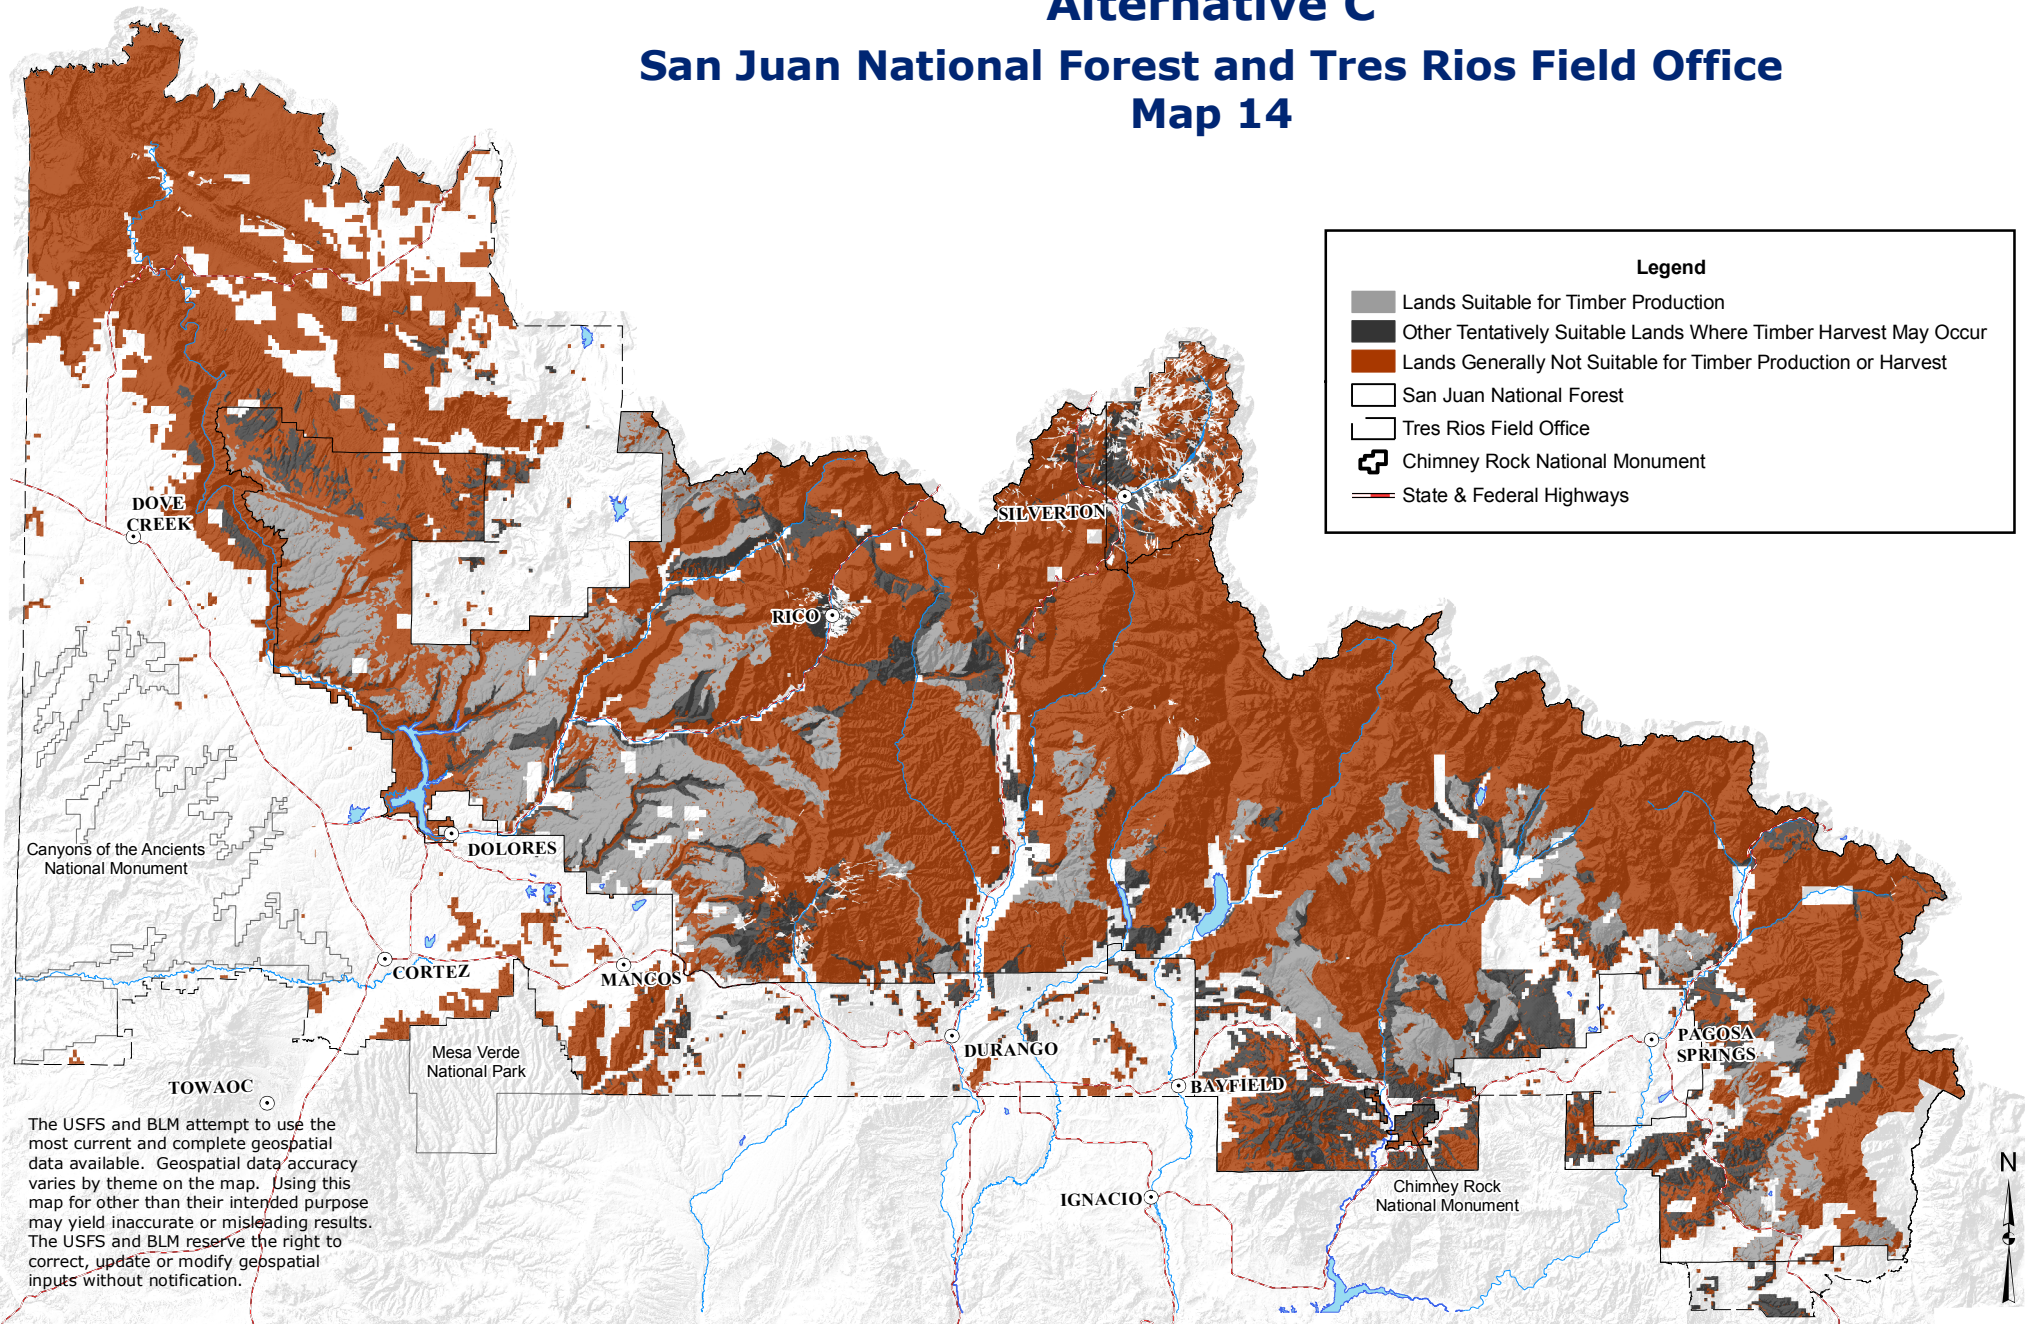 Alternative C
San Juan National Forest and Tres Rios Field Office
Map 14
Legend
Lands Suitable for Timber Production
Other Tentatively Suitable Lands Where Timber Harvest May Occur
Lands Generally Not Suitable for Timber Production or Harvest
San Juan National Forest
Tres Rios Field Office
Chimney Rock National Monument
State & Federal Highways
DOVE
CREEK
SILVERTON
RICO
DOLORES
Canyons of the Ancients
National Monument
CORTEZ
MANCOS
DURANGO
PAGOSA
SPRINGS
Mesa Verde
National Park
BAYFIELD
TOWAOC
IGNACIO
Chimney Rock
National Monument
N
The USFS and BLM attempt to use the
most current and complete geospatial
data available.  Geospatial data accuracy
varies by theme on the map.  Using this
map for other than their intended purpose
may yield inaccurate or misleading results.
The USFS and BLM reserve the right to
correct, update or modify geospatial
inputs without notification.